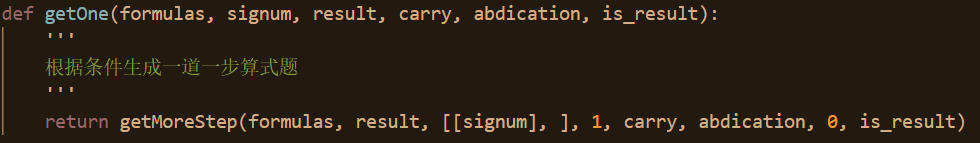 def getOne(formulas, signum, result, carry, abdication, is_result):
'''
根据条件生成一道一步算式题
'''
return getMoreStep(formulas, result, [[signum], ], 1, carry, abdication, 0, is_result)